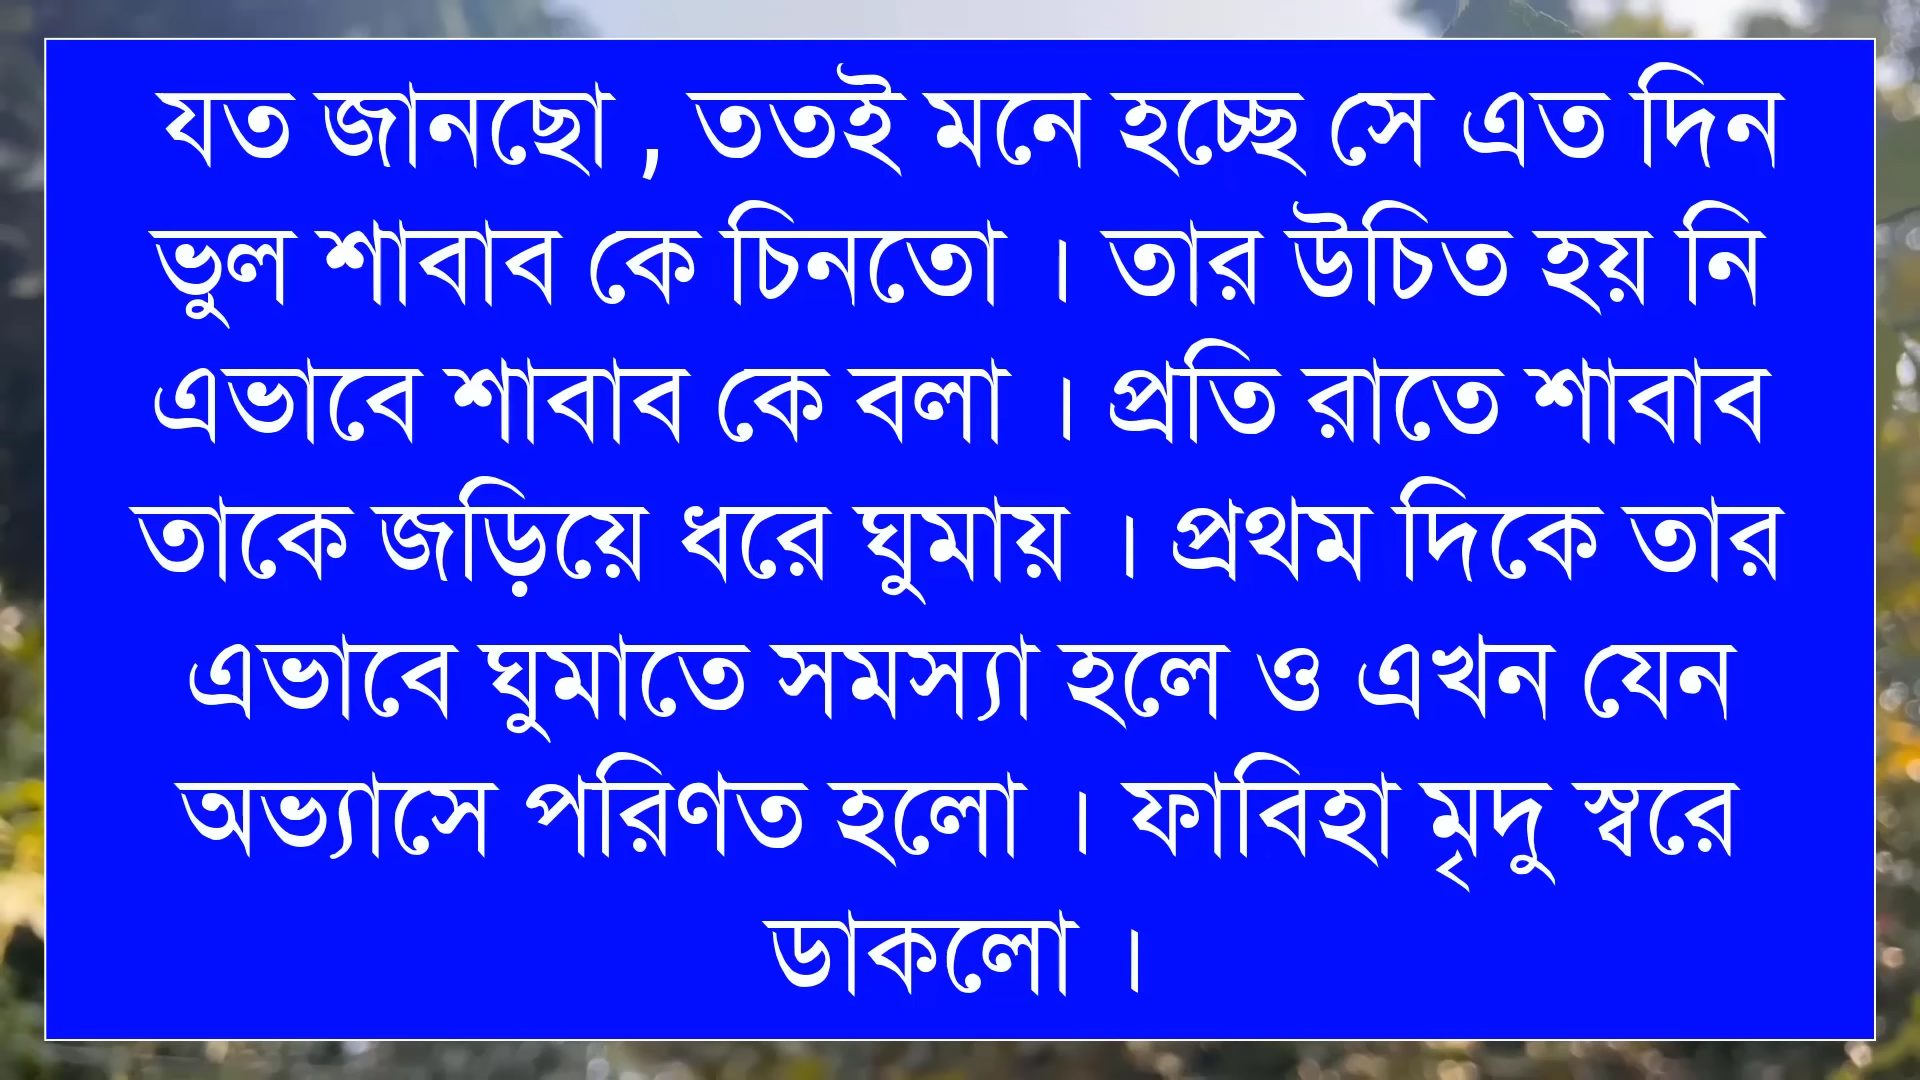 যত জানছো , ততই মনে হচ্ছে সে এত দিন
ভুল শাবাব কে চিনতো । তার উচিত হয় নি
এভাবে শাবাব কে বলা । প্রতি রাতে শাবাব
তাকে জড়িয়ে ধরে ঘুমায় । প্রথম দিকে তার
এভাবে ঘুমাতে সমস্যা হলে ও এখন যেন
অভ্যাসে পরিণত হলো । ফাবিহা মৃদু স্বরে
ডাকলো ।